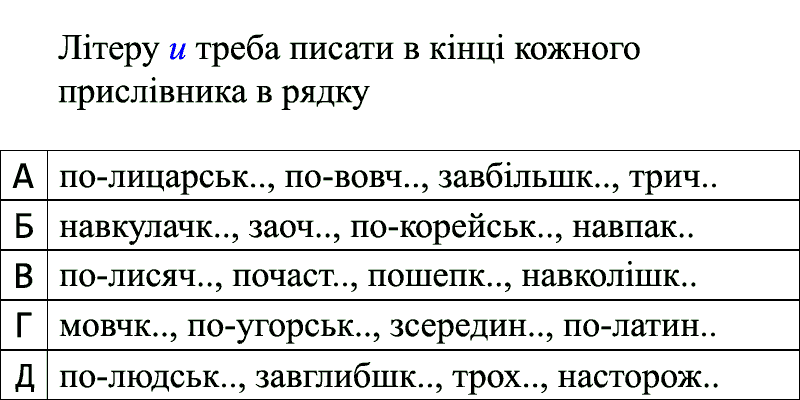 Літеру и треба писати в кінці кожного
прислівника в рядку
А по-лицарськ.., по-вовч.., завбільшк.., трич..
Б навкулачк.., заоч.., по-корейськ.., навпак..
В по-лисяч.., почаст.., пошепк.., навколішк..
Г мовчк.., по-угорськ.., зсередин.., по-латин..
Д по-людськ.., завглибшк.., трох.., насторож..